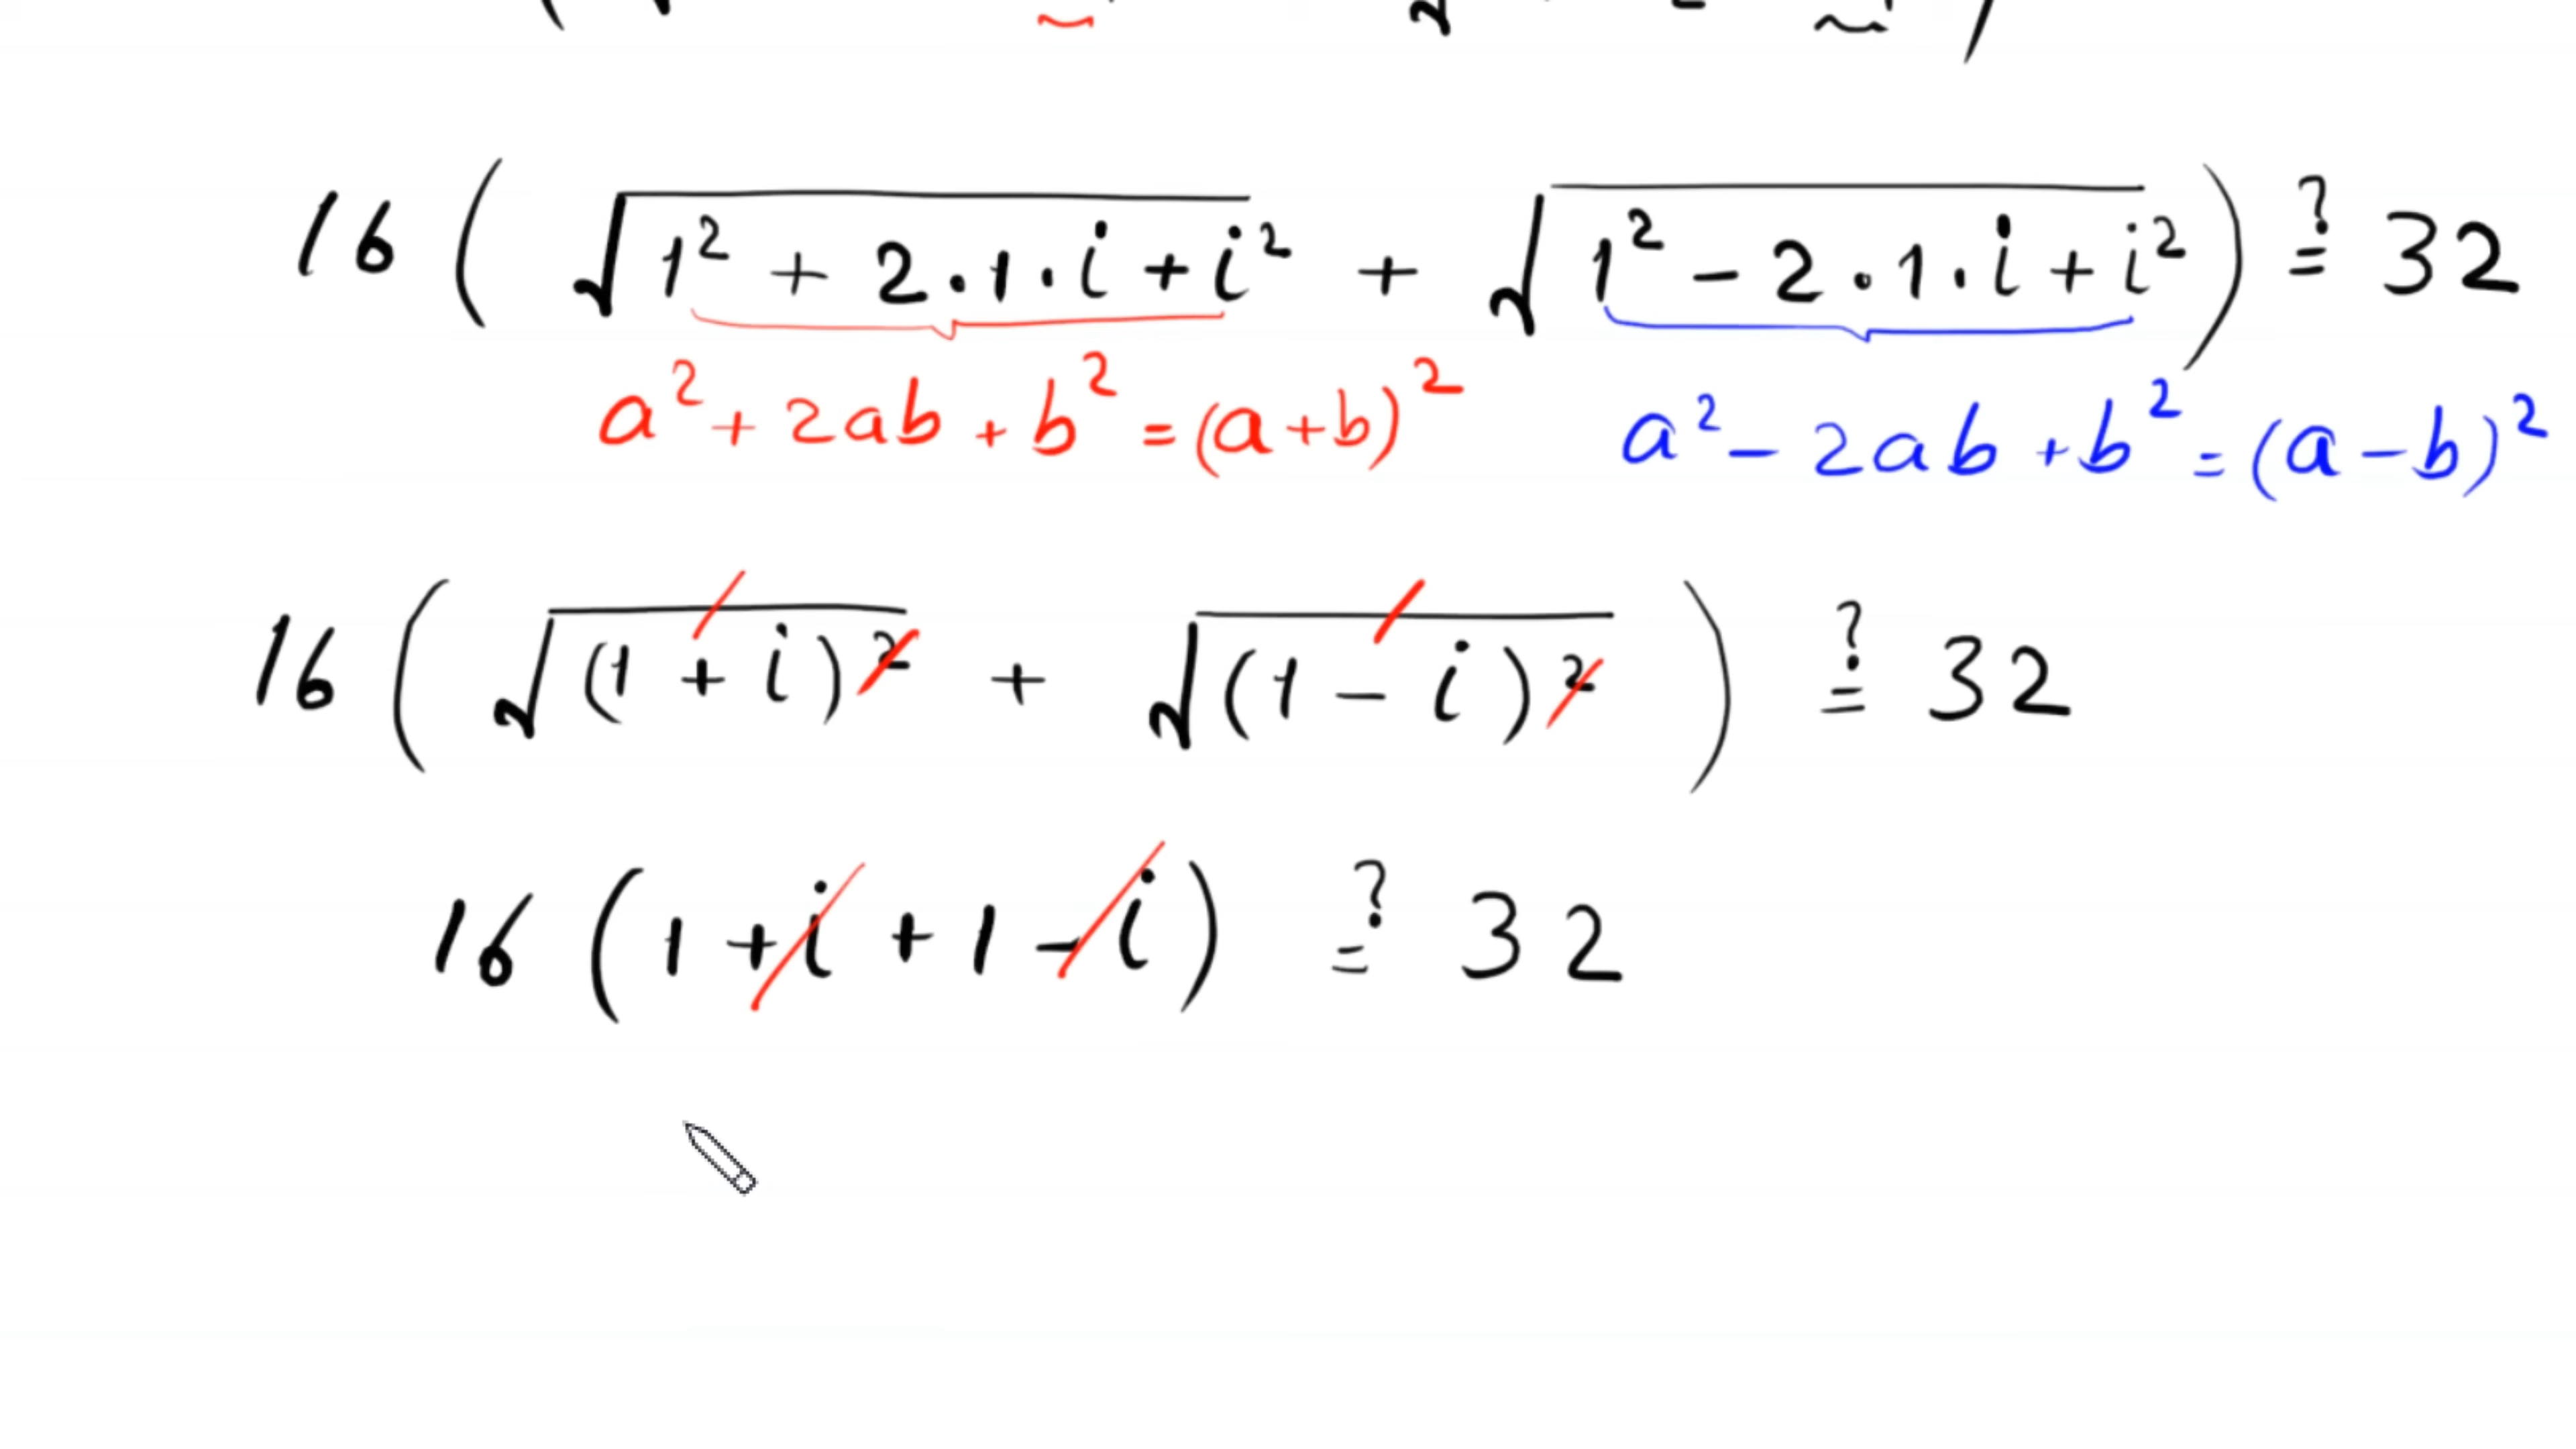 16 ( √(1² + 2·1·i + i²) + √(1² − 2·1·i + i²) ) ?= 32
a² + 2ab + b² = (a+b)² a² − 2ab + b² = (a−b)²
16 ( √(1 + i)² + √(1 − i)² ) ?= 32
16 (1 + i + 1 − i) ?= 32